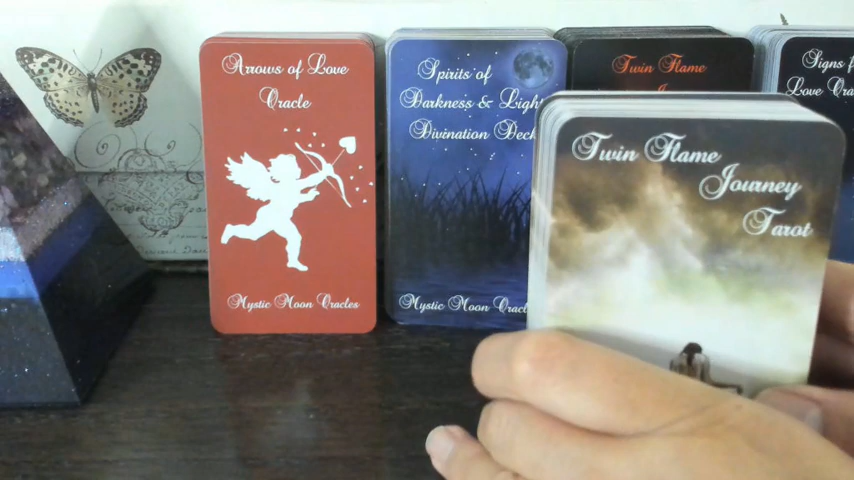 Arrows of Love
Oracle
Mystic Moon Oracles
Spirits of
Darkness & Light
Divination Deck
Mystic Moon Oracl
Twin Flame
Twin Flame
Journey
Tarot
Signs f
Love Ora